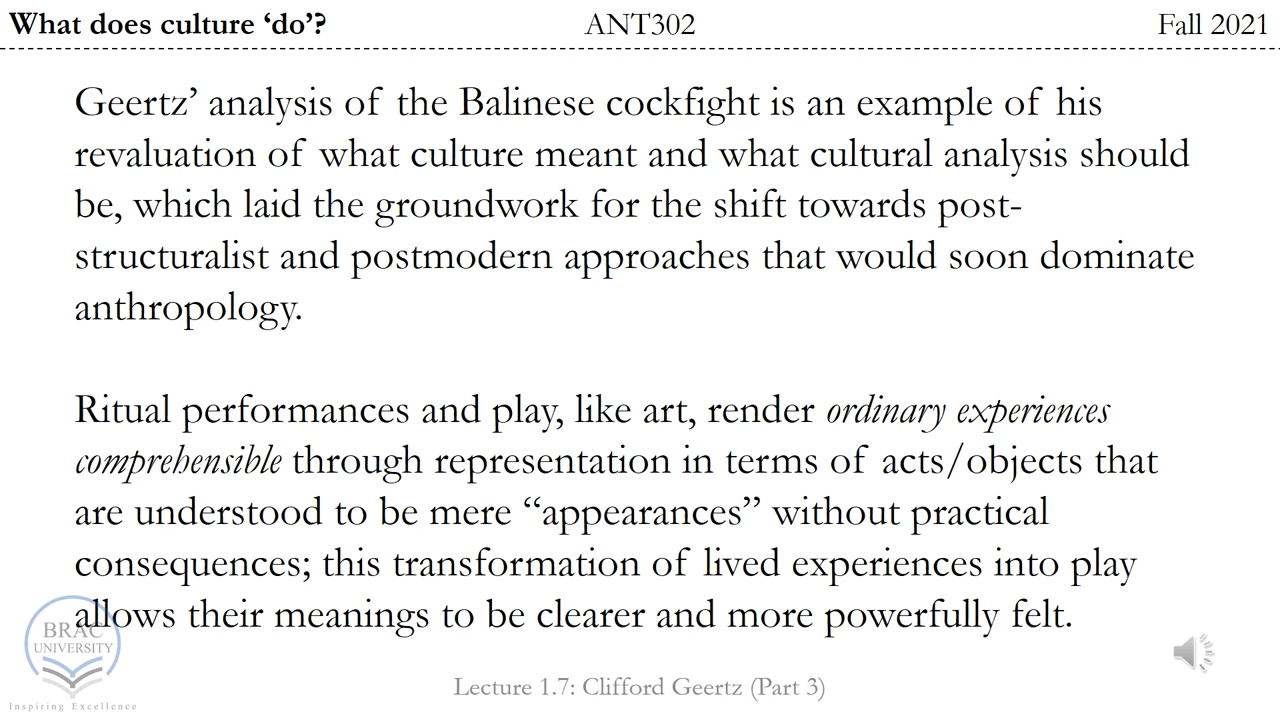 What does culture ‘do’? ANT302 Fall 2021
Geertz’ analysis of the Balinese cockfight is an example of his
revaluation of what culture meant and what cultural analysis should
be, which laid the groundwork for the shift towards post-
structuralist and postmodern approaches that would soon dominate
anthropology.
Ritual performances and play, like art, render ordinary experiences
comprehensible through representation in terms of acts/objects that
are understood to be mere “appearances” without practical
consequences; this transformation of lived experiences into play
allows their meanings to be clearer and more powerfully felt.
BRAC
UNIVERSITY
Inspiring Excellence
Lecture 1.7: Clifford Geertz (Part 3)